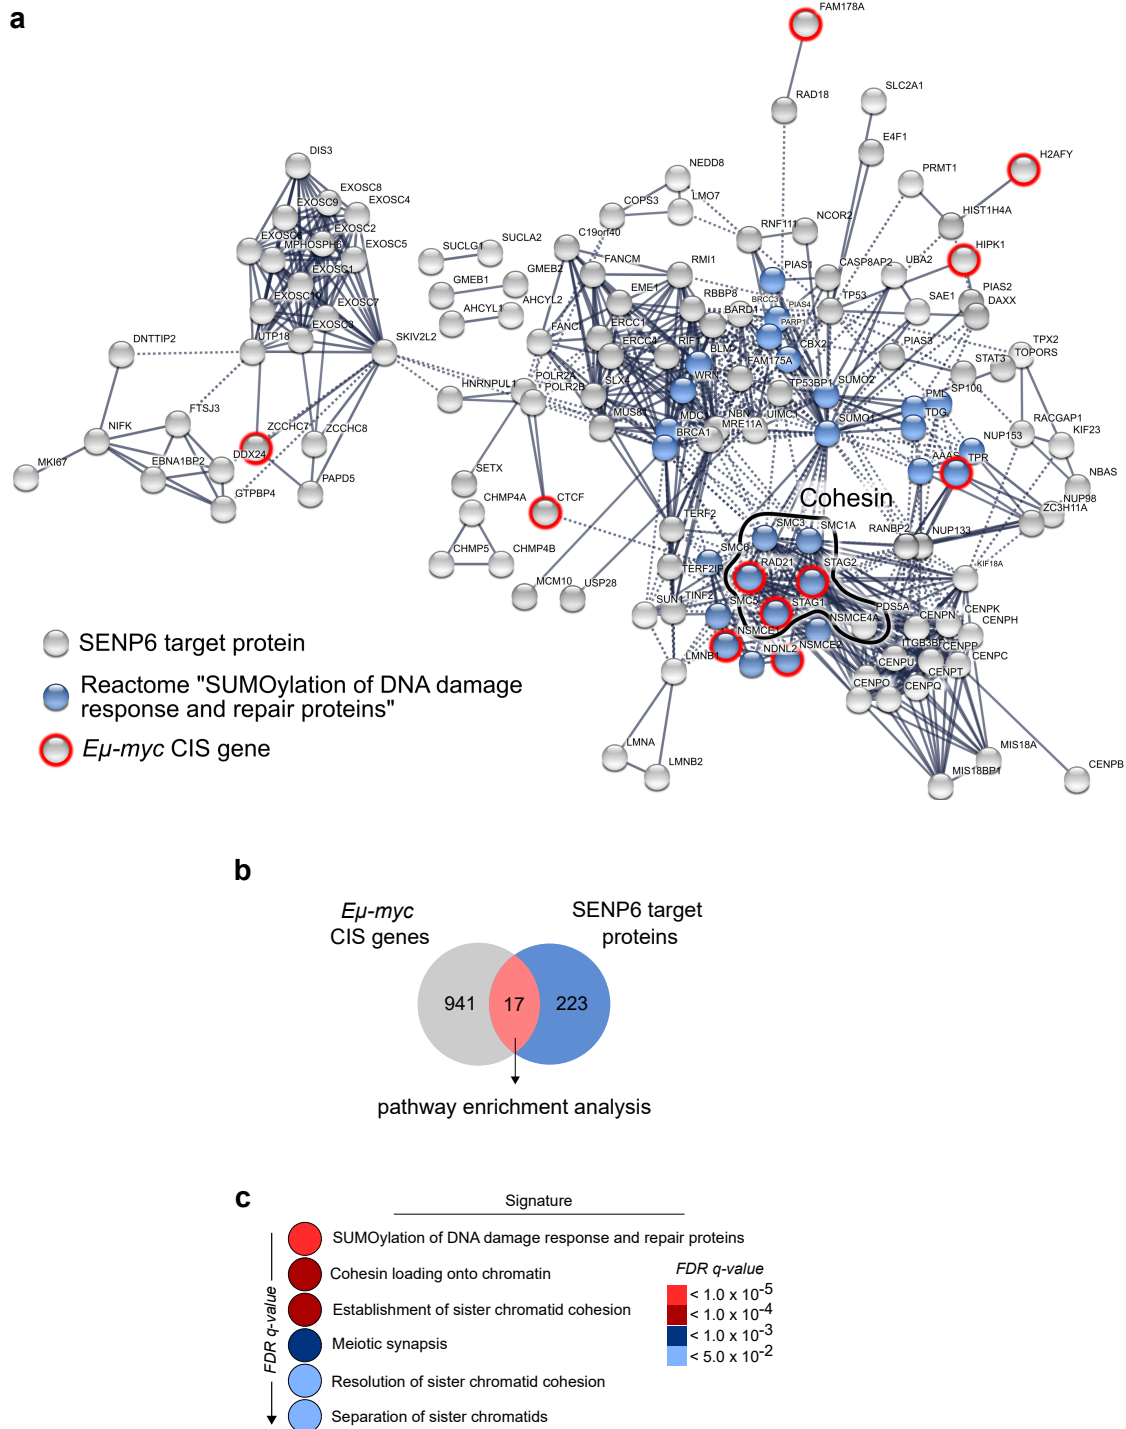 a
FAM178A
RAD18
SLC2A1
E4F1
H2AFY
PRMT1
HIST1H4A
NEDD8
COPS3
LMO7
RNF111
NCOR2
HIPK1
DIS3
EXOSC8
EXOSC9
EXOSC4
EXOSC2
MPHOSPH6
EXOSC5
EXOSC1
EXOSC10
EXOSC7
EXOSC3
UTP18
SKIV2L2
DNTTIP2
SUCLG1
SUCLA2
GMEB1
GMEB2
AHCYL1
AHCYL2
C19orf40
FANCM
RMI1
EME1
RBBP8
ERCC1
BARD1
FANCI
ERCC4
RIF1
BLM
PIAS1
BRCC3
PIAS4
PARP1
CBX2
CASP8AP2
UBA2
TP53
SAE1
PIAS2
DAXX
PIAS3
TPX2
TOPORS
STAT3
FAM175A
WRN
TP53BP1
SUMO2
SP100
PML
TDG
HNRNPUL1
POLR2A
POLR2B
SLX4
MUS81
MDC1
NBN
UIMC1
SUMO1
BRCA1
MRE11A
RACGAP1
KIF23
NUP153
AAAS
TPR
NBAS
NUP98
ZC3H11A
FTSJ3
NIFK
ZCCHC7
ZCCHC8
DDX24
EBNA1BP2
MKI67
GTPBP4
PAPD5
SETX
CHMP4A
CTCF
CHMP5
CHMP4B
MCM10
USP28
TERF2
Cohesin
SMC3
SMC1A
RANBP2
NUP133
SMC6
RAD21
STAG2
KIF18A
TERF2IP
SUN1
TINF2
SMC5
STAG1
PDS5A
NSMCE4A
CENPN
CENPK
CENPH
NSMCE1
NSMCE2
CENPP
CENPC
LMNB1
NDNL2
CENPU
CENPT
CENPO
CENPQ
LMNA
LMNB2
MIS18A
MIS18BP1
CENPB
SENP6 target protein
Reactome "SUMOylation of DNA damage
response and repair proteins"
Eµ-myc CIS gene
b
Eµ-myc
CIS genes
SENP6 target
proteins
941
17
223
pathway enrichment analysis
c
Signature
FDR q-value
SUMOylation of DNA damage response and repair proteins
Cohesin loading onto chromatin
Establishment of sister chromatid cohesion
Meiotic synapsis
Resolution of sister chromatid cohesion
Separation of sister chromatids
FDR q-value
< 1.0 x 10-5
< 1.0 x 10-4
< 1.0 x 10-3
< 5.0 x 10-2